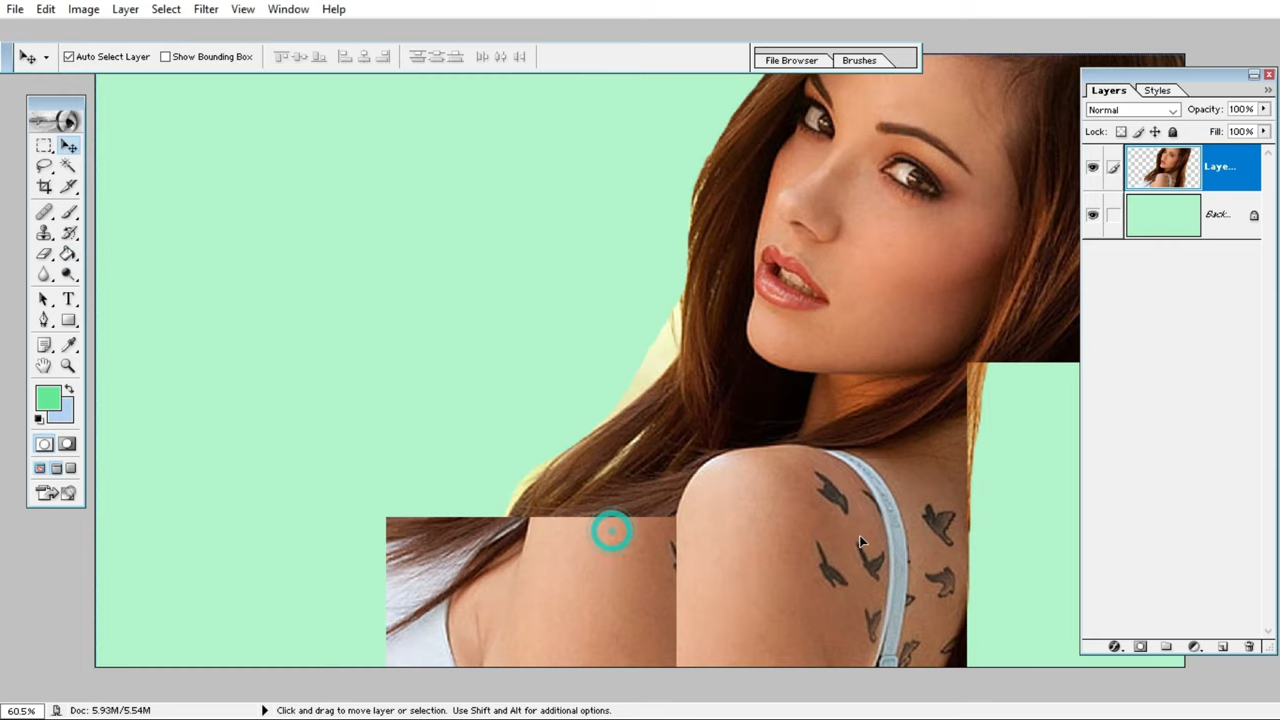 File Edit Image Layer Select Filter View Window Help
Auto Select Layer Show Bounding Box
File Browser Brushes
Layers Styles
Normal Opacity: 100%
Lock: Fill: 100%
Laye...
Back...
T
60.5% Doc: 5.93M/5.54M Click and drag to move layer or selection. Use Shift and Alt for additional options.